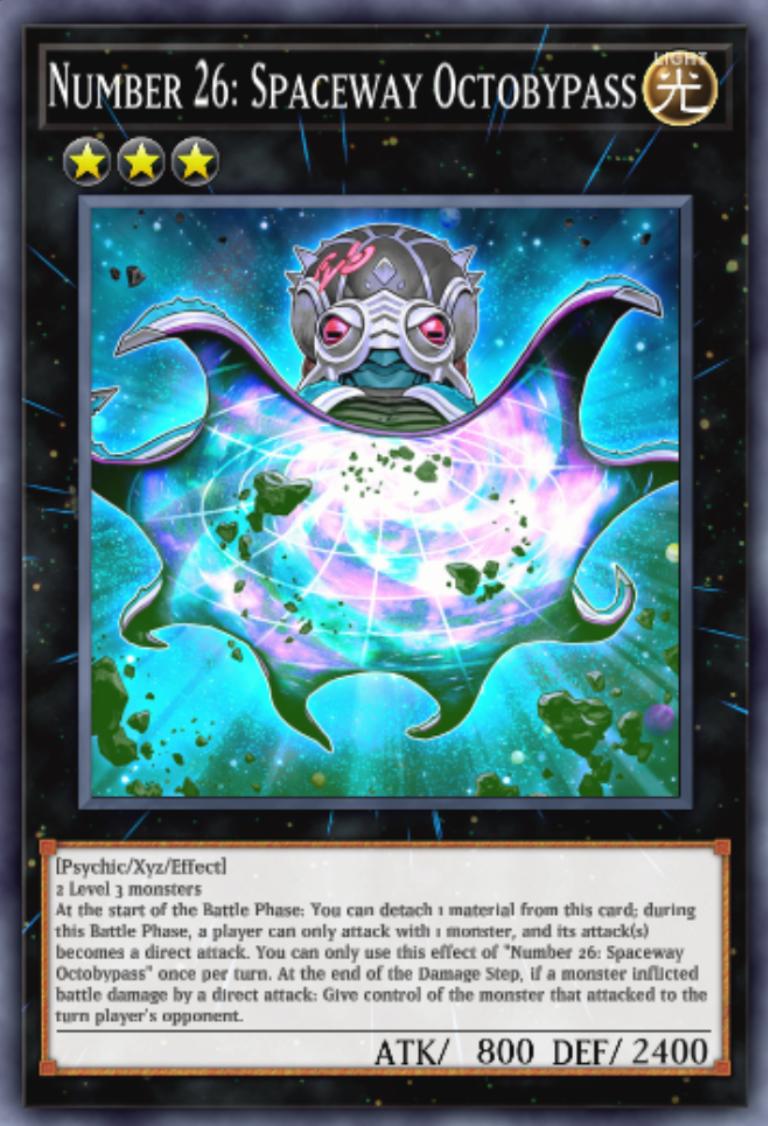 Number 26: Spaceway Octobypass
LIGHT
光
[Psychic/Xyz/Effect]
2 Level 3 monsters
At the start of the Battle Phase: You can detach 1 material from this card; during
this Battle Phase, a player can only attack with 1 monster, and its attack(s)
becomes a direct attack. You can only use this effect of "Number 26: Spaceway
Octobypass" once per turn. At the end of the Damage Step, if a monster inflicted
battle damage by a direct attack: Give control of the monster that attacked to the
turn player's opponent.
ATK/ 800 DEF/ 2400